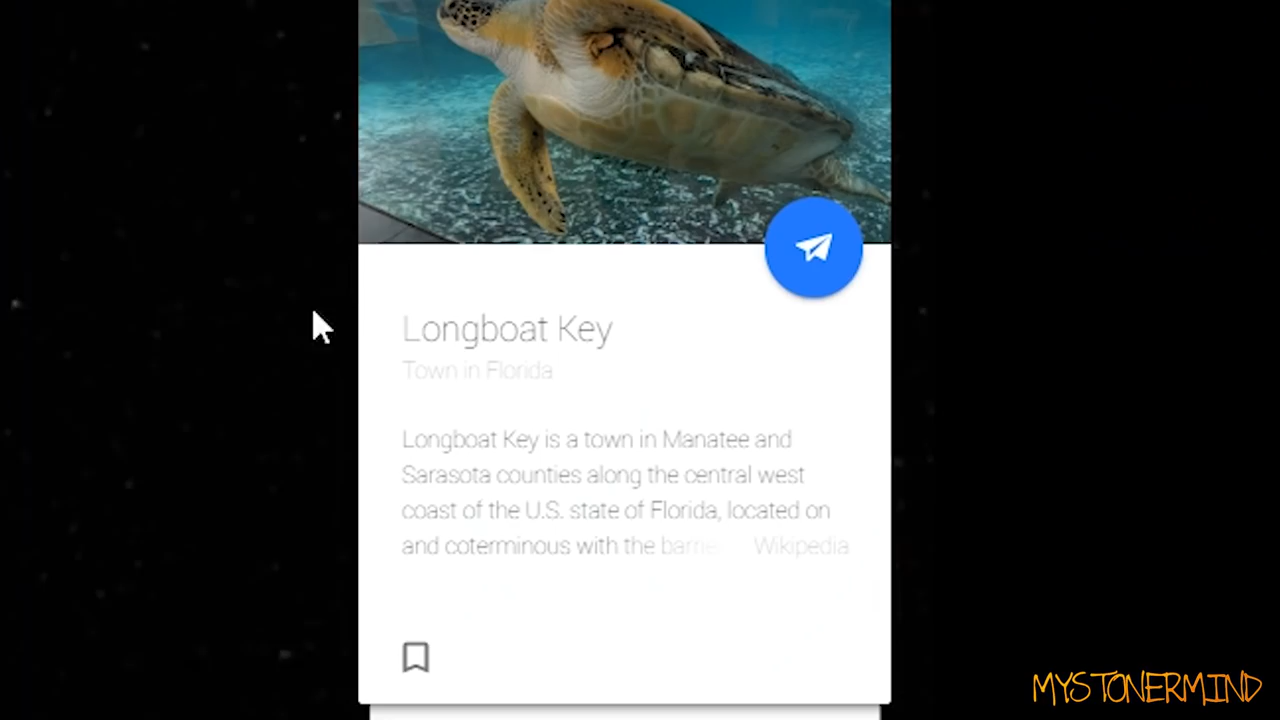 Longboat Key
Town in Florida
Longboat Key is a town in Manatee and
Sarasota counties along the central west
coast of the U.S. state of Florida, located on
and coterminous with the barrie Wikipedia
MYSTONERMIND